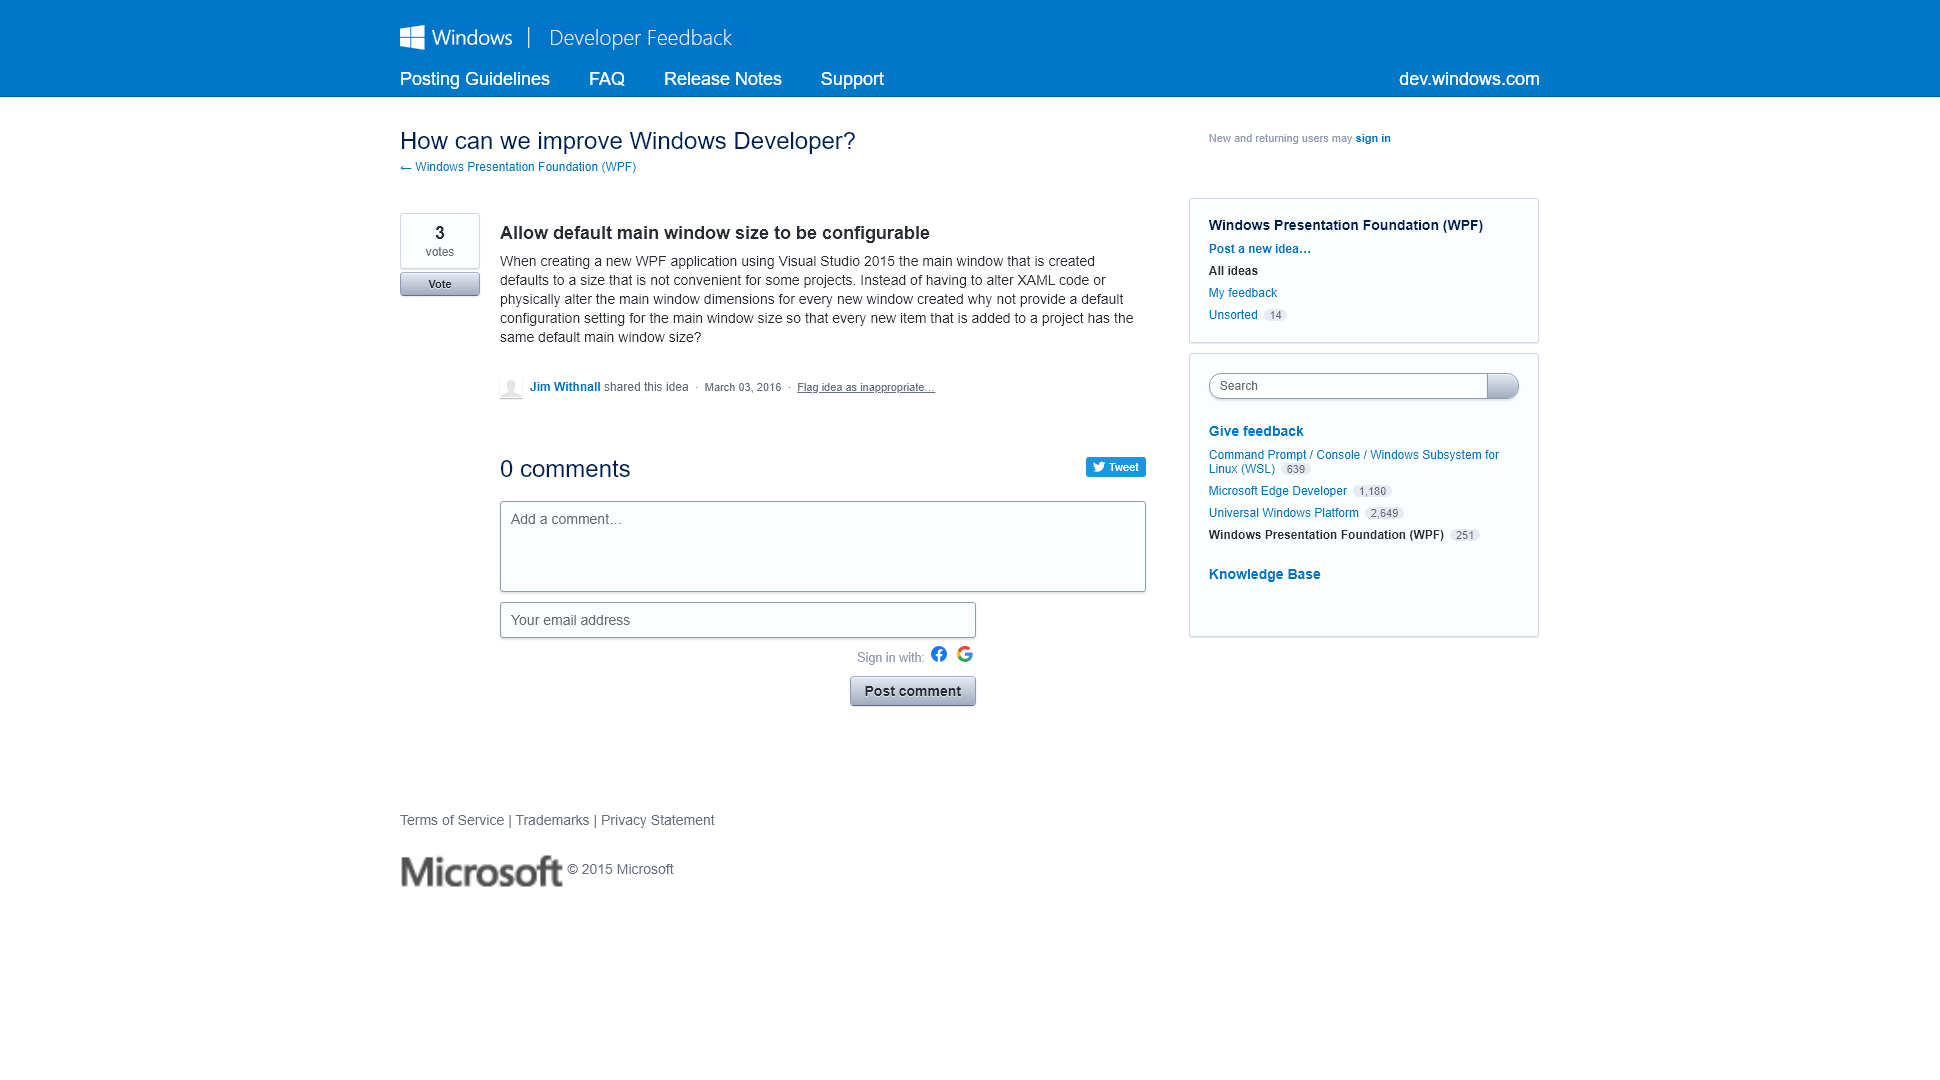 Windows | Developer Feedback
Posting Guidelines FAQ Release Notes Support dev.windows.com
How can we improve Windows Developer?
← Windows Presentation Foundation (WPF)
New and returning users may sign in
3
votes
Vote
Allow default main window size to be configurable
When creating a new WPF application using Visual Studio 2015 the main window that is created
defaults to a size that is not convenient for some projects. Instead of having to alter XAML code or
physically alter the main window dimensions for every new window created why not provide a default
configuration setting for the main window size so that every new item that is added to a project has the
same default main window size?
Jim Withnall shared this idea · March 03, 2016 · Flag idea as inappropriate…
0 comments
Tweet
Add a comment…
Your email address
Sign in with:
Post comment
Windows Presentation Foundation (WPF)
Post a new idea…
All ideas
My feedback
Unsorted 14
Search
Give feedback
Command Prompt / Console / Windows Subsystem for
Linux (WSL) 639
Microsoft Edge Developer 1,180
Universal Windows Platform 2,649
Windows Presentation Foundation (WPF) 251
Knowledge Base
Terms of Service | Trademarks | Privacy Statement
Microsoft © 2015 Microsoft